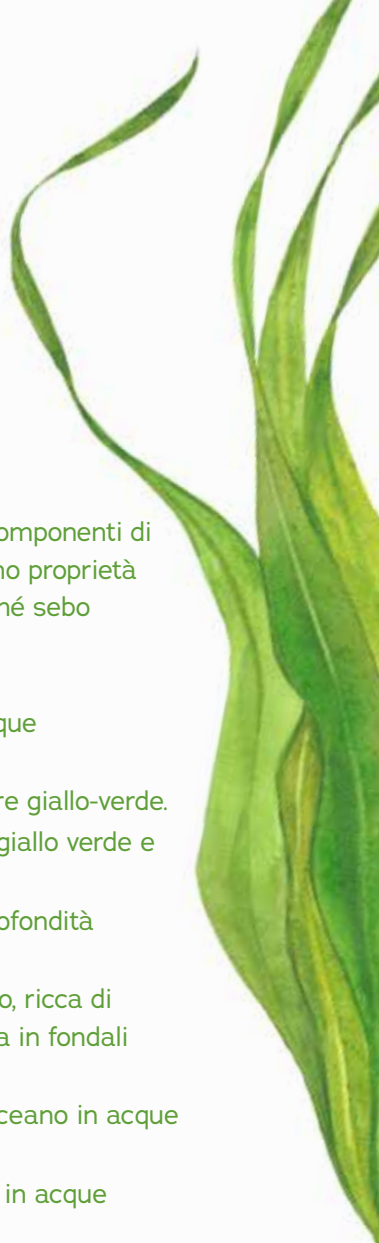 omponenti di
no proprietà
né sebo
que
re giallo-verde.
giallo verde e
ofondità
o, ricca di
a in fondali
ceano in acque
in acque